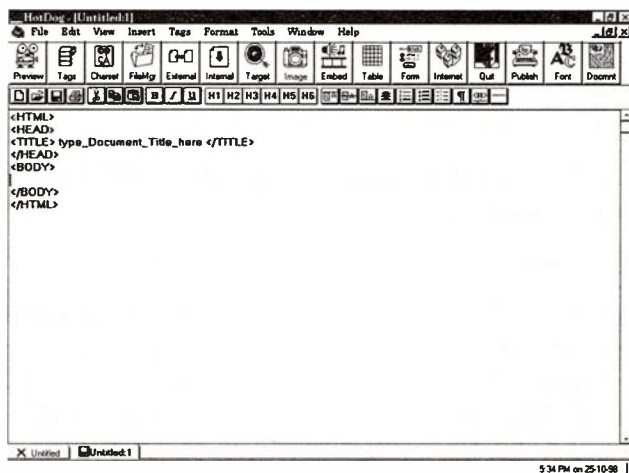 HotDog - [Untitled:1]
File Edit View Insert Tags Format Tools Window Help
Preview Tags Charset FileMgr External Internal Target Image Embed Table Form Internet Quit Publish Font Docmnt
B I U H1 H2 H3 H4 H5 H6
<HTML>
<HEAD>
<TITLE> type_Document_Title_here </TITLE>
</HEAD>
<BODY>
</BODY>
</HTML>
Untitled Untitled:1
5:34 PM on 25-10-98